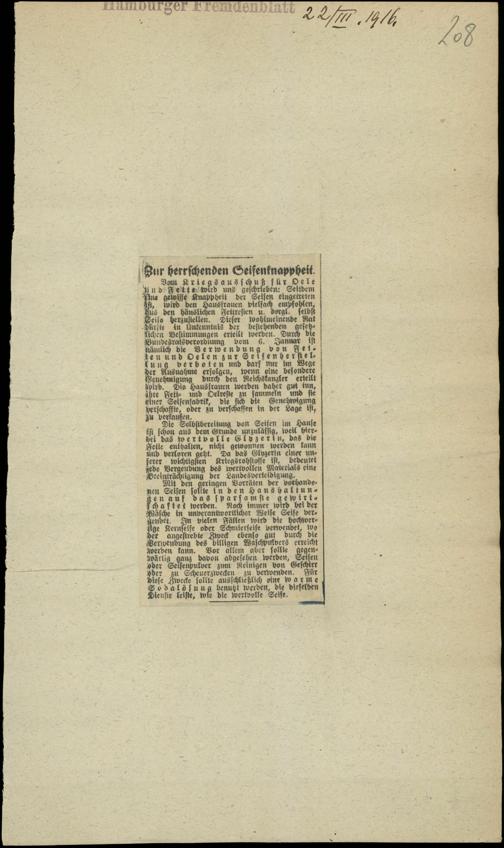 Hamburger Fremdenblatt
22/III. 1916.
208
Zur herrschenden Seifenknappheit.
Vom Kriegsausschuß für Oele
und Fette wird uns geschrieben: Seitdem
eine gewisse Knappheit der Seifen eingetreten
ist, wird den Hausfrauen vielfach empfohlen,
aus den häuslichen Fettresten u. dergl. selbst
Seife herzustellen. Dieser wohlmeinende Rat
dürfte in Unkenntnis der bestehenden gesetz-
lichen Bestimmungen erteilt werden. Durch die
Bundesratsverordnung vom 6. Januar ist
nämlich die Verwendung von Fet-
ten und Oelen zur Seifenherstel-
lung verboten und darf nur im Wege
der Ausnahme erfolgen, wenn eine besondere
Genehmigung durch den Reichskanzler erteilt
wird. Die Hausfrauen werden daher gut tun,
ihre Fett- und Oelreste zu sammeln und sie
einer Seifenfabrik, die sich die Genehmigung
verschaffte, oder zu verschaffen in der Lage ist,
zu verkaufen.
Die Selbstbereitung von Seifen im Hause
ist schon aus dem Grunde unzulässig, weil hier-
bei das wertvolle Glyzerin, das die
Fette enthalten, nicht gewonnen werden kann
und verloren geht. Da das Glyzerin einer un-
serer wichtigsten Kriegsrohstoffe ist, bedeutet
jede Vergeudung des wertvollen Materials eine
Beeinträchtigung der Landesverteidigung.
Mit den geringen Vorräten der vorhande-
nen Seifen sollte in den Haushaltun-
gen auf das sparsamste gewirt-
schaftet werden. Noch immer wird bei der
Wäsche in unverantwortlicher Weise Seife ver-
geudet. In vielen Fällen wird die hochwer-
tige Kernseife oder Schmierseife verwendet, wo
der angestrebte Zweck ebenso gut durch die
Verwendung des billigen Waschpulvers erreicht
werden kann. Vor allem aber sollte gegen-
wärtig ganz davon abgesehen werden, Seifen
oder Seifenpulver zum Reinigen von Geschirr
oder zu Scheuerzwecken zu verwenden. Für
diese Zwecke sollte ausschließlich eine warme
Sodalösung benutzt werden, die dieselben
Dienste leiste, wie die wertvolle Seife.